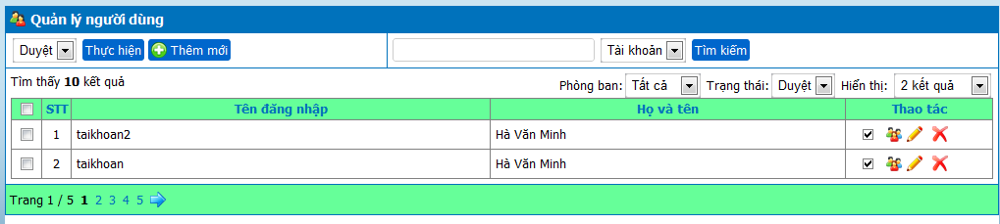 Quản lý người dùng
Duyệt Thực hiện Thêm mới Tài khoản Tìm kiếm
Tìm thấy 10 kết quả Phòng ban: Tất cả Trạng thái: Duyệt Hiển thị: 2 kết quả
STT Tên đăng nhập Họ và tên Thao tác
1 taikhoan2 Hà Văn Minh
2 taikhoan Hà Văn Minh
Trang 1 / 5 1 2 3 4 5